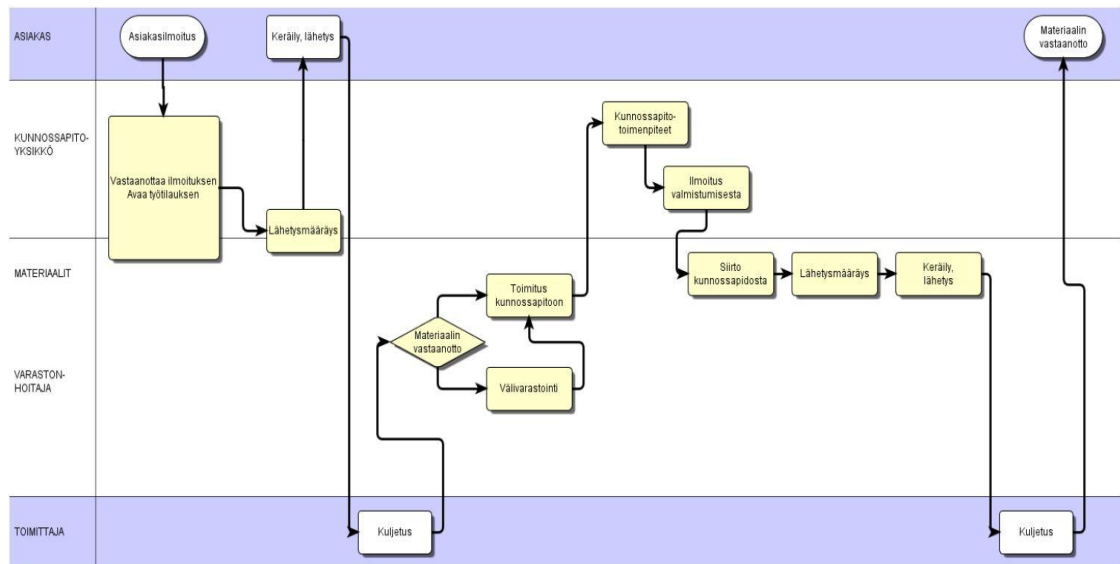 ASIAKAS
Asiakasilmoitus
Keräily, lähetys
Materiaalin
vastaanotto
KUNNOSSAPITO-
YKSIKKÖ
Vastaanottaa ilmoituksen
Avaa työtilauksen
Lähetysmääräys
Kunnossapito-
toimenpiteet
Ilmoitus
valmistumisesta
MATERIAALIT
VARASTON-
HOITAJA
Materiaalin
vastaanotto
Toimitus
kunnossapitoon
Välivarastointi
Siirto
kunnossapidosta
Lähetysmääräys
Keräily,
lähetys
TOIMITTAJA
Kuljetus
Kuljetus